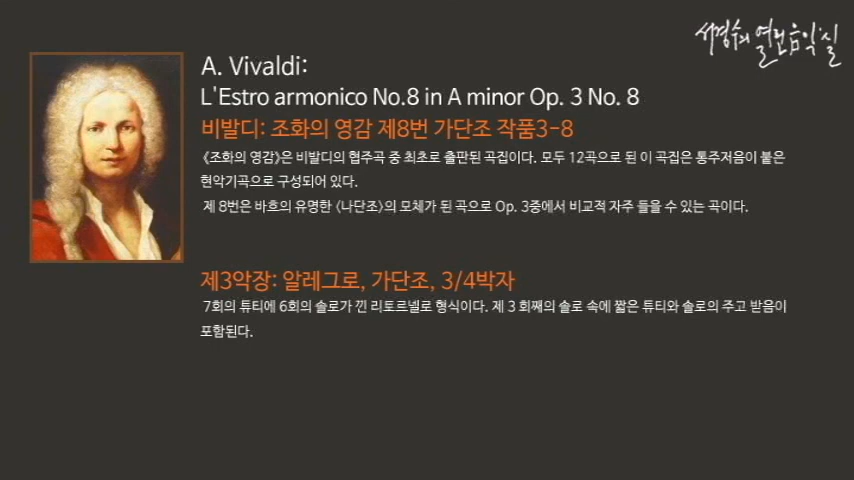 서경수의 열린음악실
A. Vivaldi:
L'Estro armonico No.8 in A minor Op. 3 No. 8
비발디: 조화의 영감 제8번 가단조 작품3-8
《조화의 영감》은 비발디의 협주곡 중 최초로 출판된 곡집이다. 모두 12곡으로 된 이 곡집은 통주저음이 붙은
현악기곡으로 구성되어 있다.
제 8번은 바흐의 유명한 〈나단조〉의 모체가 된 곡으로 Op. 3중에서 비교적 자주 들을 수 있는 곡이다.
제3악장: 알레그로, 가단조, 3/4박자
7회의 튜티에 6회의 솔로가 낀 리토르넬로 형식이다. 제 3 회째의 솔로 속에 짧은 튜티와 솔로의 주고 받음이
포함된다.